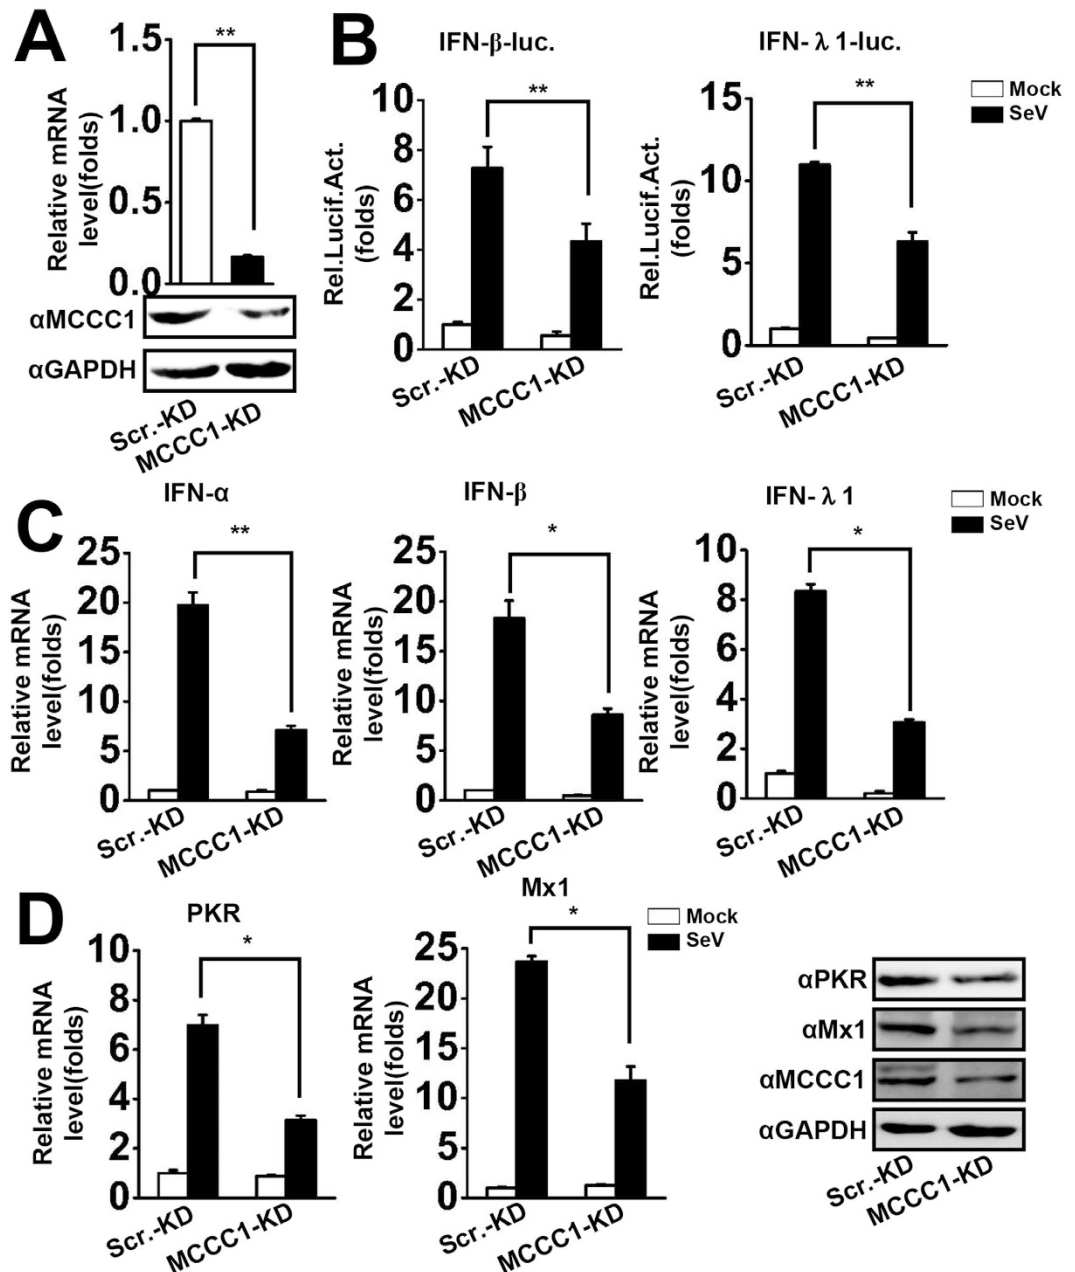 A
Relative mRNA
level(folds)
1.5
1.0
0.5
0.0
**
αMCCC1
αGAPDH
Scr.-KD
MCCC1-KD
B
IFN-β-luc.
Rel.Lucif.Act.
(folds)
10
8
6
4
2
0
**
Scr.-KD
MCCC1-KD
IFN- λ 1-luc.
Rel.Lucif.Act.
(folds)
15
10
5
0
**
Scr.-KD
MCCC1-KD
Mock
SeV
C
IFN-α
Relative mRNA
level(folds)
25
20
15
10
5
0
**
Scr.-KD
MCCC1-KD
IFN-β
Relative mRNA
level(folds)
25
20
15
10
5
0
*
Scr.-KD
MCCC1-KD
IFN- λ 1
Relative mRNA
level(folds)
10
8
6
4
2
0
*
Scr.-KD
MCCC1-KD
Mock
SeV
D
PKR
Relative mRNA
level(folds)
10
8
6
4
2
0
*
Scr.-KD
MCCC1-KD
Mx1
Relative mRNA
level(folds)
25
20
15
10
5
0
*
Scr.-KD
MCCC1-KD
Mock
SeV
αPKR
αMx1
αMCCC1
αGAPDH
Scr.-KD
MCCC1-KD